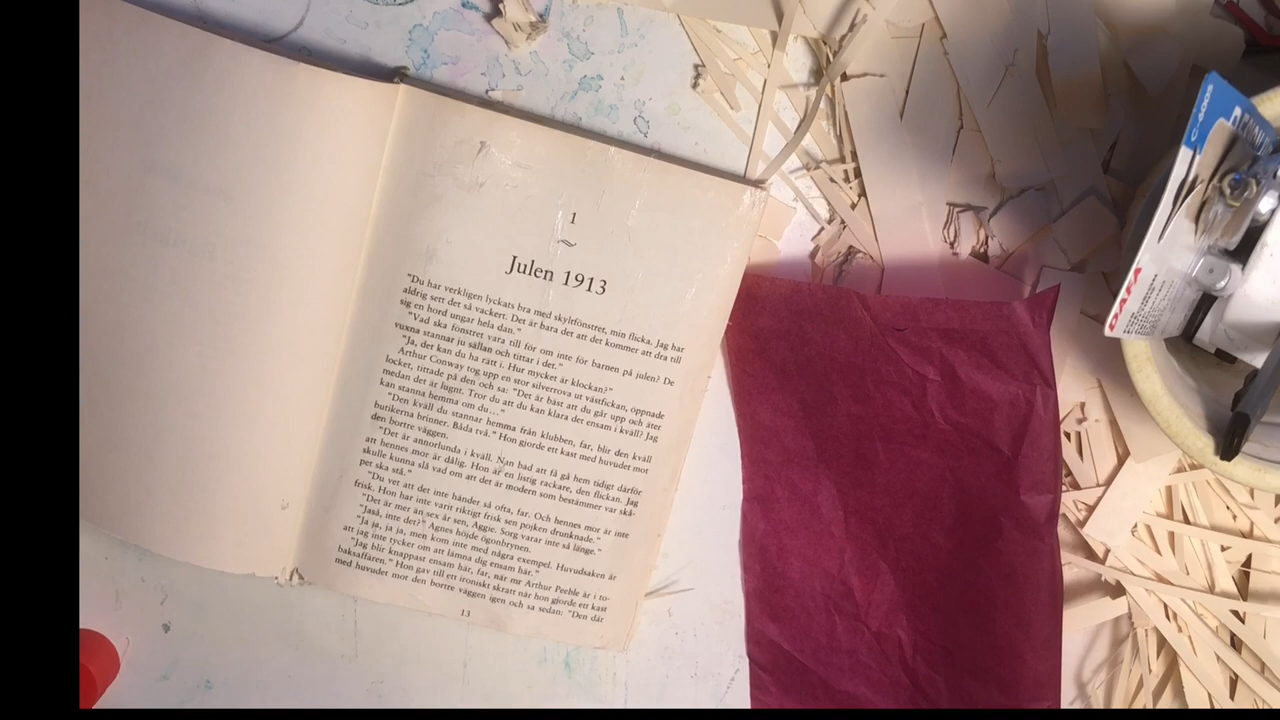 1
~
Julen 1913
"Du har verkligen lyckats bra med skyltfönstret, min flicka. Jag har
aldrig sett det så vackert. Det är bara det att det kommer att dra till
sig en hord ungar hela dan."
"Vad ska fönstret vara till för om inte för barnen på julen? De
vuxna stannar ju sällan och tittar i det."
"Ja, det kan du ha rätt i. Hur mycket är klockan?"
Arthur Conway tog upp en stor silverrova ut västfickan, öppnade
locket, tittade på den och sa: "Det är bäst att du går upp och äter
medan det är lugnt. Tror du att du kan klara det ensam i kväll? Jag
kan stanna hemma om du..."
"Den kväll du stannar hemma från klubben, far, blir den kväll
butikerna brinner. Båda två." Hon gjorde ett kast med huvudet mot
den bortre väggen.
"Det är annorlunda i kväll. Nan bad att få gå hem tidigt därför
att hennes mor är dålig. Hon är en listig rackare, den flickan. Jag
skulle kunna slå vad om att det är modern som bestämmer var skå-
pet ska stå."
"Du vet att det inte händer så ofta, far. Och hennes mor är inte
frisk. Hon har inte varit riktigt frisk sen pojken drunknade."
"Det är mer än sex år sen, Aggie. Sorg varar inte så länge."
"Jaså, inte det?" Agnes höjde ögonbrynen.
"Ja ja, ja, ja, men kom inte med några exempel. Huvudsaken är
att jag inte tycker om att lämna dig ensam här."
"Jag blir knappast ensam här, far, när mr Arthur Peeble är i to-
baksaffären." Hon gav till ett ironiskt skratt när hon gjorde ett kast
med huvudet mot den bortre väggen igen och sa sedan: "Den där
13
C-4005
DAFA